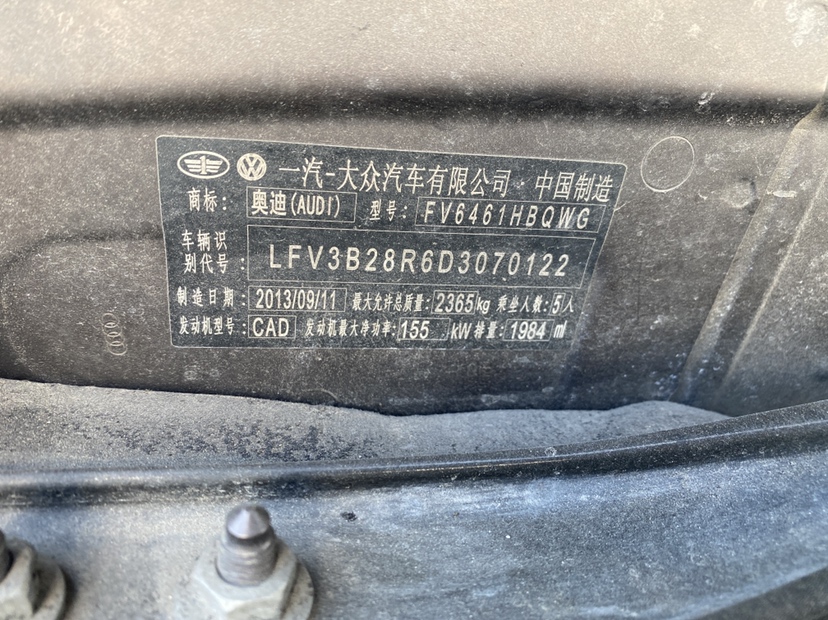 一汽-大众汽车有限公司·中国制造
商标: 奥迪(AUDI) 型号: FV6461HBQWG
车辆识
别代号: LFV3B28R6D3070122
制造日期: 2013/09/11 最大允许总质量: 2365kg 乘坐人数: 5人
发动机型号: CAD 发动机最大净功率: 155 kW 排量: 1984 ml